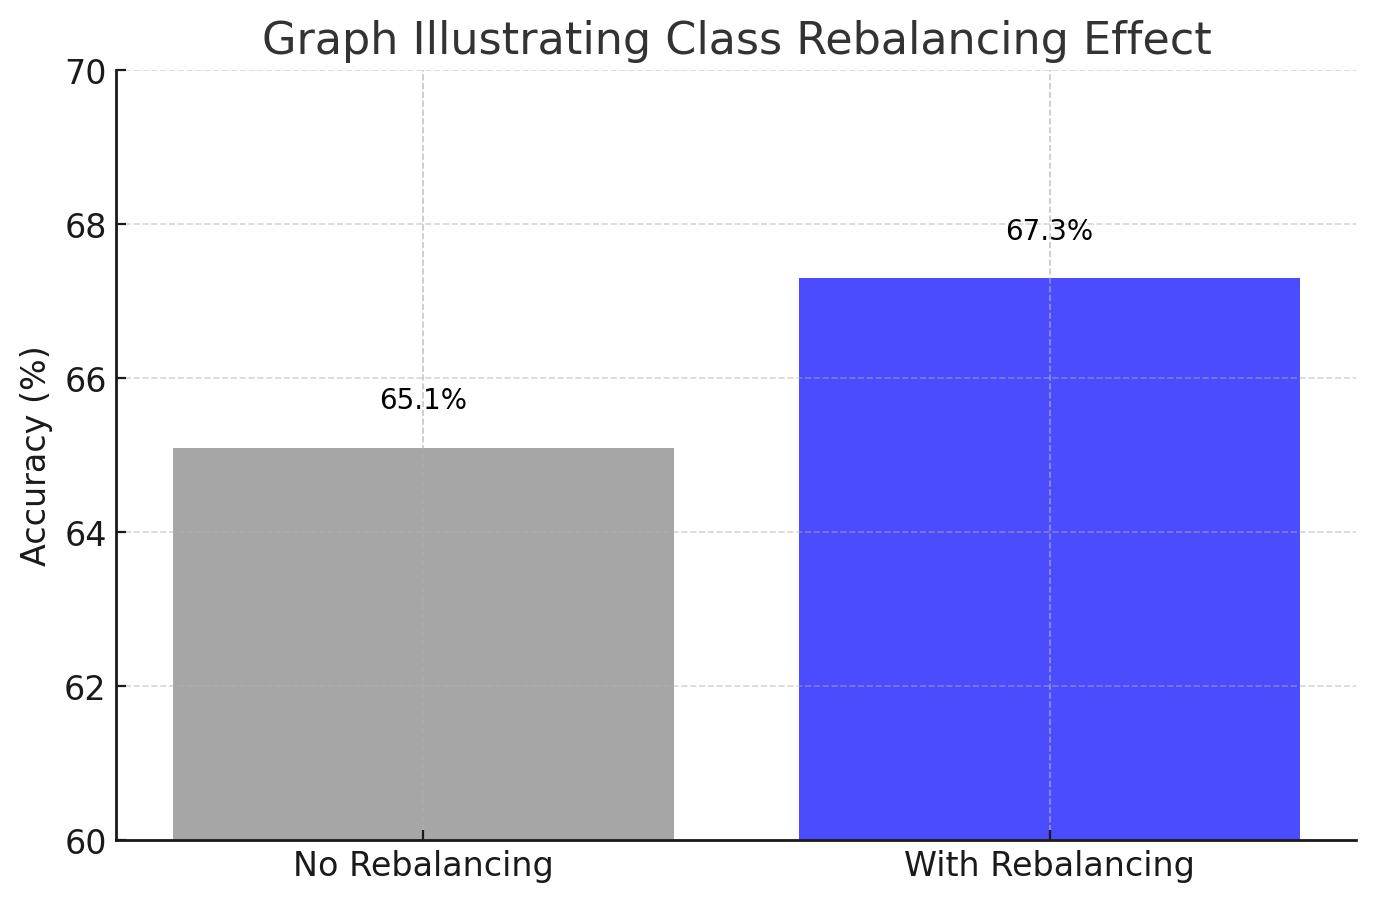 Graph Illustrating Class Rebalancing Effect
70
68
67.3%
66
65.1%
64
62
60
Accuracy (%)
No Rebalancing
With Rebalancing